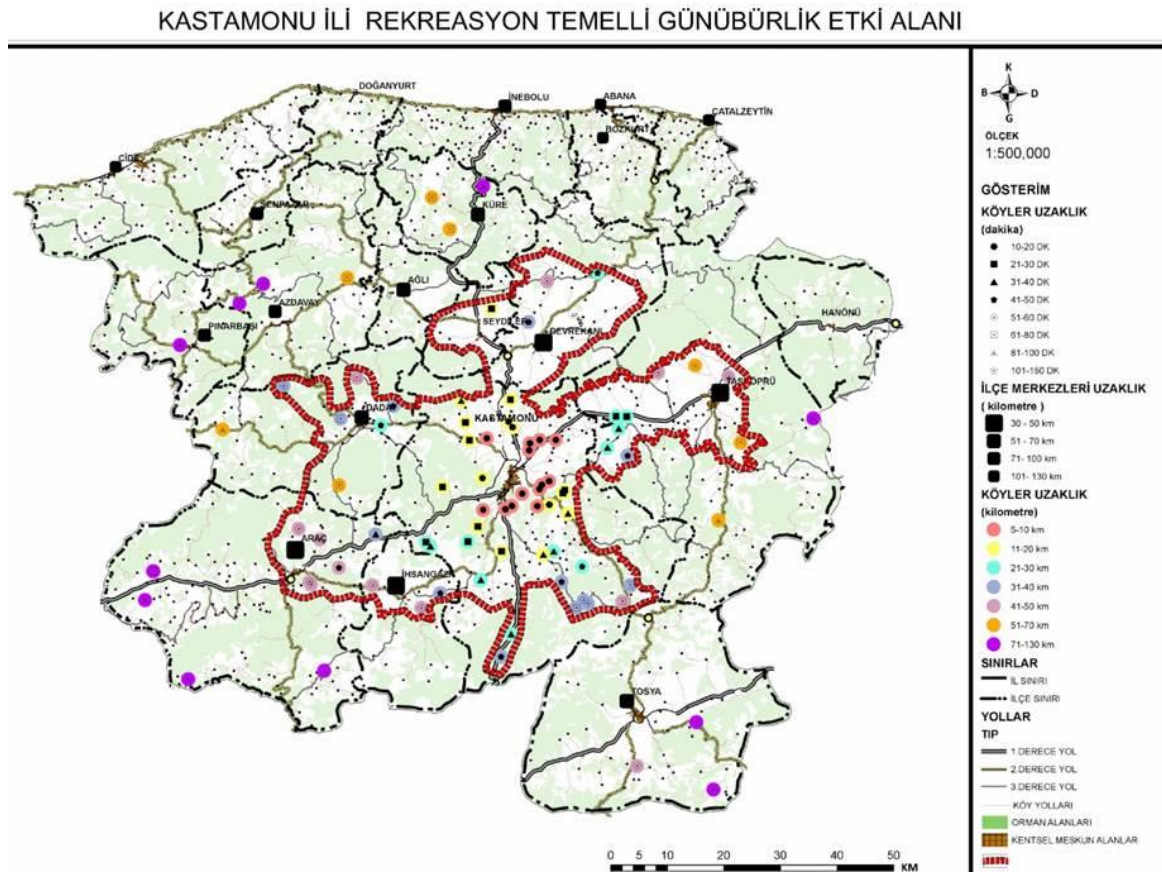 KASTAMONU İLİ REKREASYON TEMELLİ GÜNÜBÜRLİK ETKİ ALANI
DOĞANYURT
İNEBOLU
ABANA
ÇATALZEYTİN
BOZKURT
CİDE
ŞENPAZAR
KÜRE
AĞLI
AZDAVAY
PINARBAŞI
SEYDİLER
DEVREKANİ
HANÖNÜ
TAŞKÖPRÜ
DADAY
KASTAMONU
ARAÇ
İHSANGAZİ
TOSYA
0 5 10 20 30 40 50
KM
K
B D
G
ÖLÇEK
1:500,000
GÖSTERİM
KÖYLER UZAKLIK
(dakika)
10-20 DK
21-30 DK
31-40 DK
41-50 DK
51-60 DK
61-80 DK
81-100 DK
101-150 DK
İLÇE MERKEZLERİ UZAKLIK
( kilometre )
30 - 50 km
51 - 70 km
71- 100 km
101- 130 km
KÖYLER UZAKLIK
(kilometre)
5-10 km
11-20 km
21-30 km
31-40 km
41-50 km
51-70 km
71-130 km
SINIRLAR
İL SINIRI
İLÇE SINIRI
YOLLAR
TIP
1.DERECE YOL
2.DERECE YOL
3.DERECE YOL
KÖY YOLLARI
ORMAN ALANLARI
KENTSEL MESKUN ALANLAR